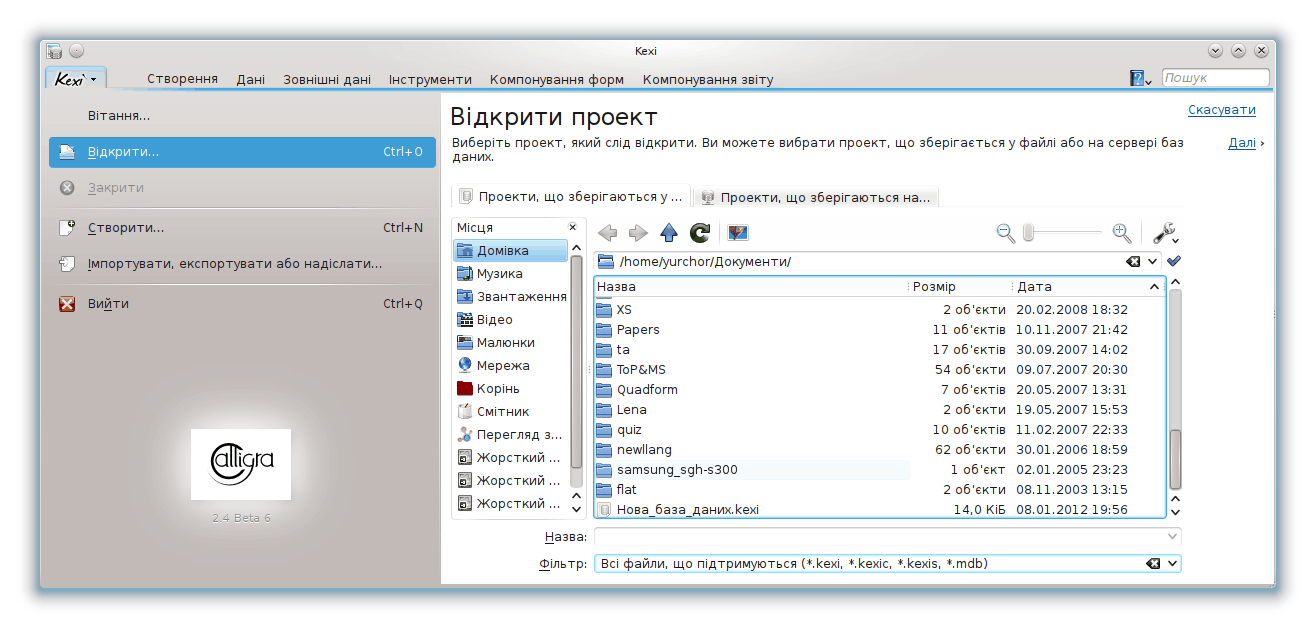 Kexi
Kexi
Створення Дані Зовнішні дані Інструменти Компонування форм Компонування звіту
Пошук
Вітання...
Відкрити... Ctrl+O
Закрити
Створити... Ctrl+N
Імпортувати, експортувати або надіслати...
Вийти Ctrl+Q
Calligra
2.4 Beta 6
Відкрити проект
Скасувати
Виберіть проект, який слід відкрити. Ви можете вибрати проект, що зберігається у файлі або на сервері баз
даних.
Далі ›
Проекти, що зберігаються у ... Проекти, що зберігаються на...
Місця
Домівка
Музика
Звантаження
Відео
Малюнки
Мережа
Корінь
Смітник
Перегляд з...
Жорсткий ...
Жорсткий ...
Жорсткий ...
/home/yurchor/Документи/
Назва Розмір Дата
XS 2 об'єкти 20.02.2008 18:32
Papers 11 об'єктів 10.11.2007 21:42
ta 17 об'єктів 30.09.2007 14:02
ToP&MS 54 об'єкти 09.07.2007 20:30
Quadform 7 об'єктів 20.05.2007 13:31
Lena 2 об'єкти 19.05.2007 15:53
quiz 10 об'єктів 11.02.2007 22:33
newllang 62 об'єкти 30.01.2006 18:59
samsung_sgh-s300 1 об'єкт 02.01.2005 23:23
flat 2 об'єкти 08.11.2003 13:15
Нова_база_даних.kexi 14,0 КіБ 08.01.2012 19:56
Назва:
Фільтр: Всі файли, що підтримуються (*.kexi, *.kexic, *.kexis, *.mdb)